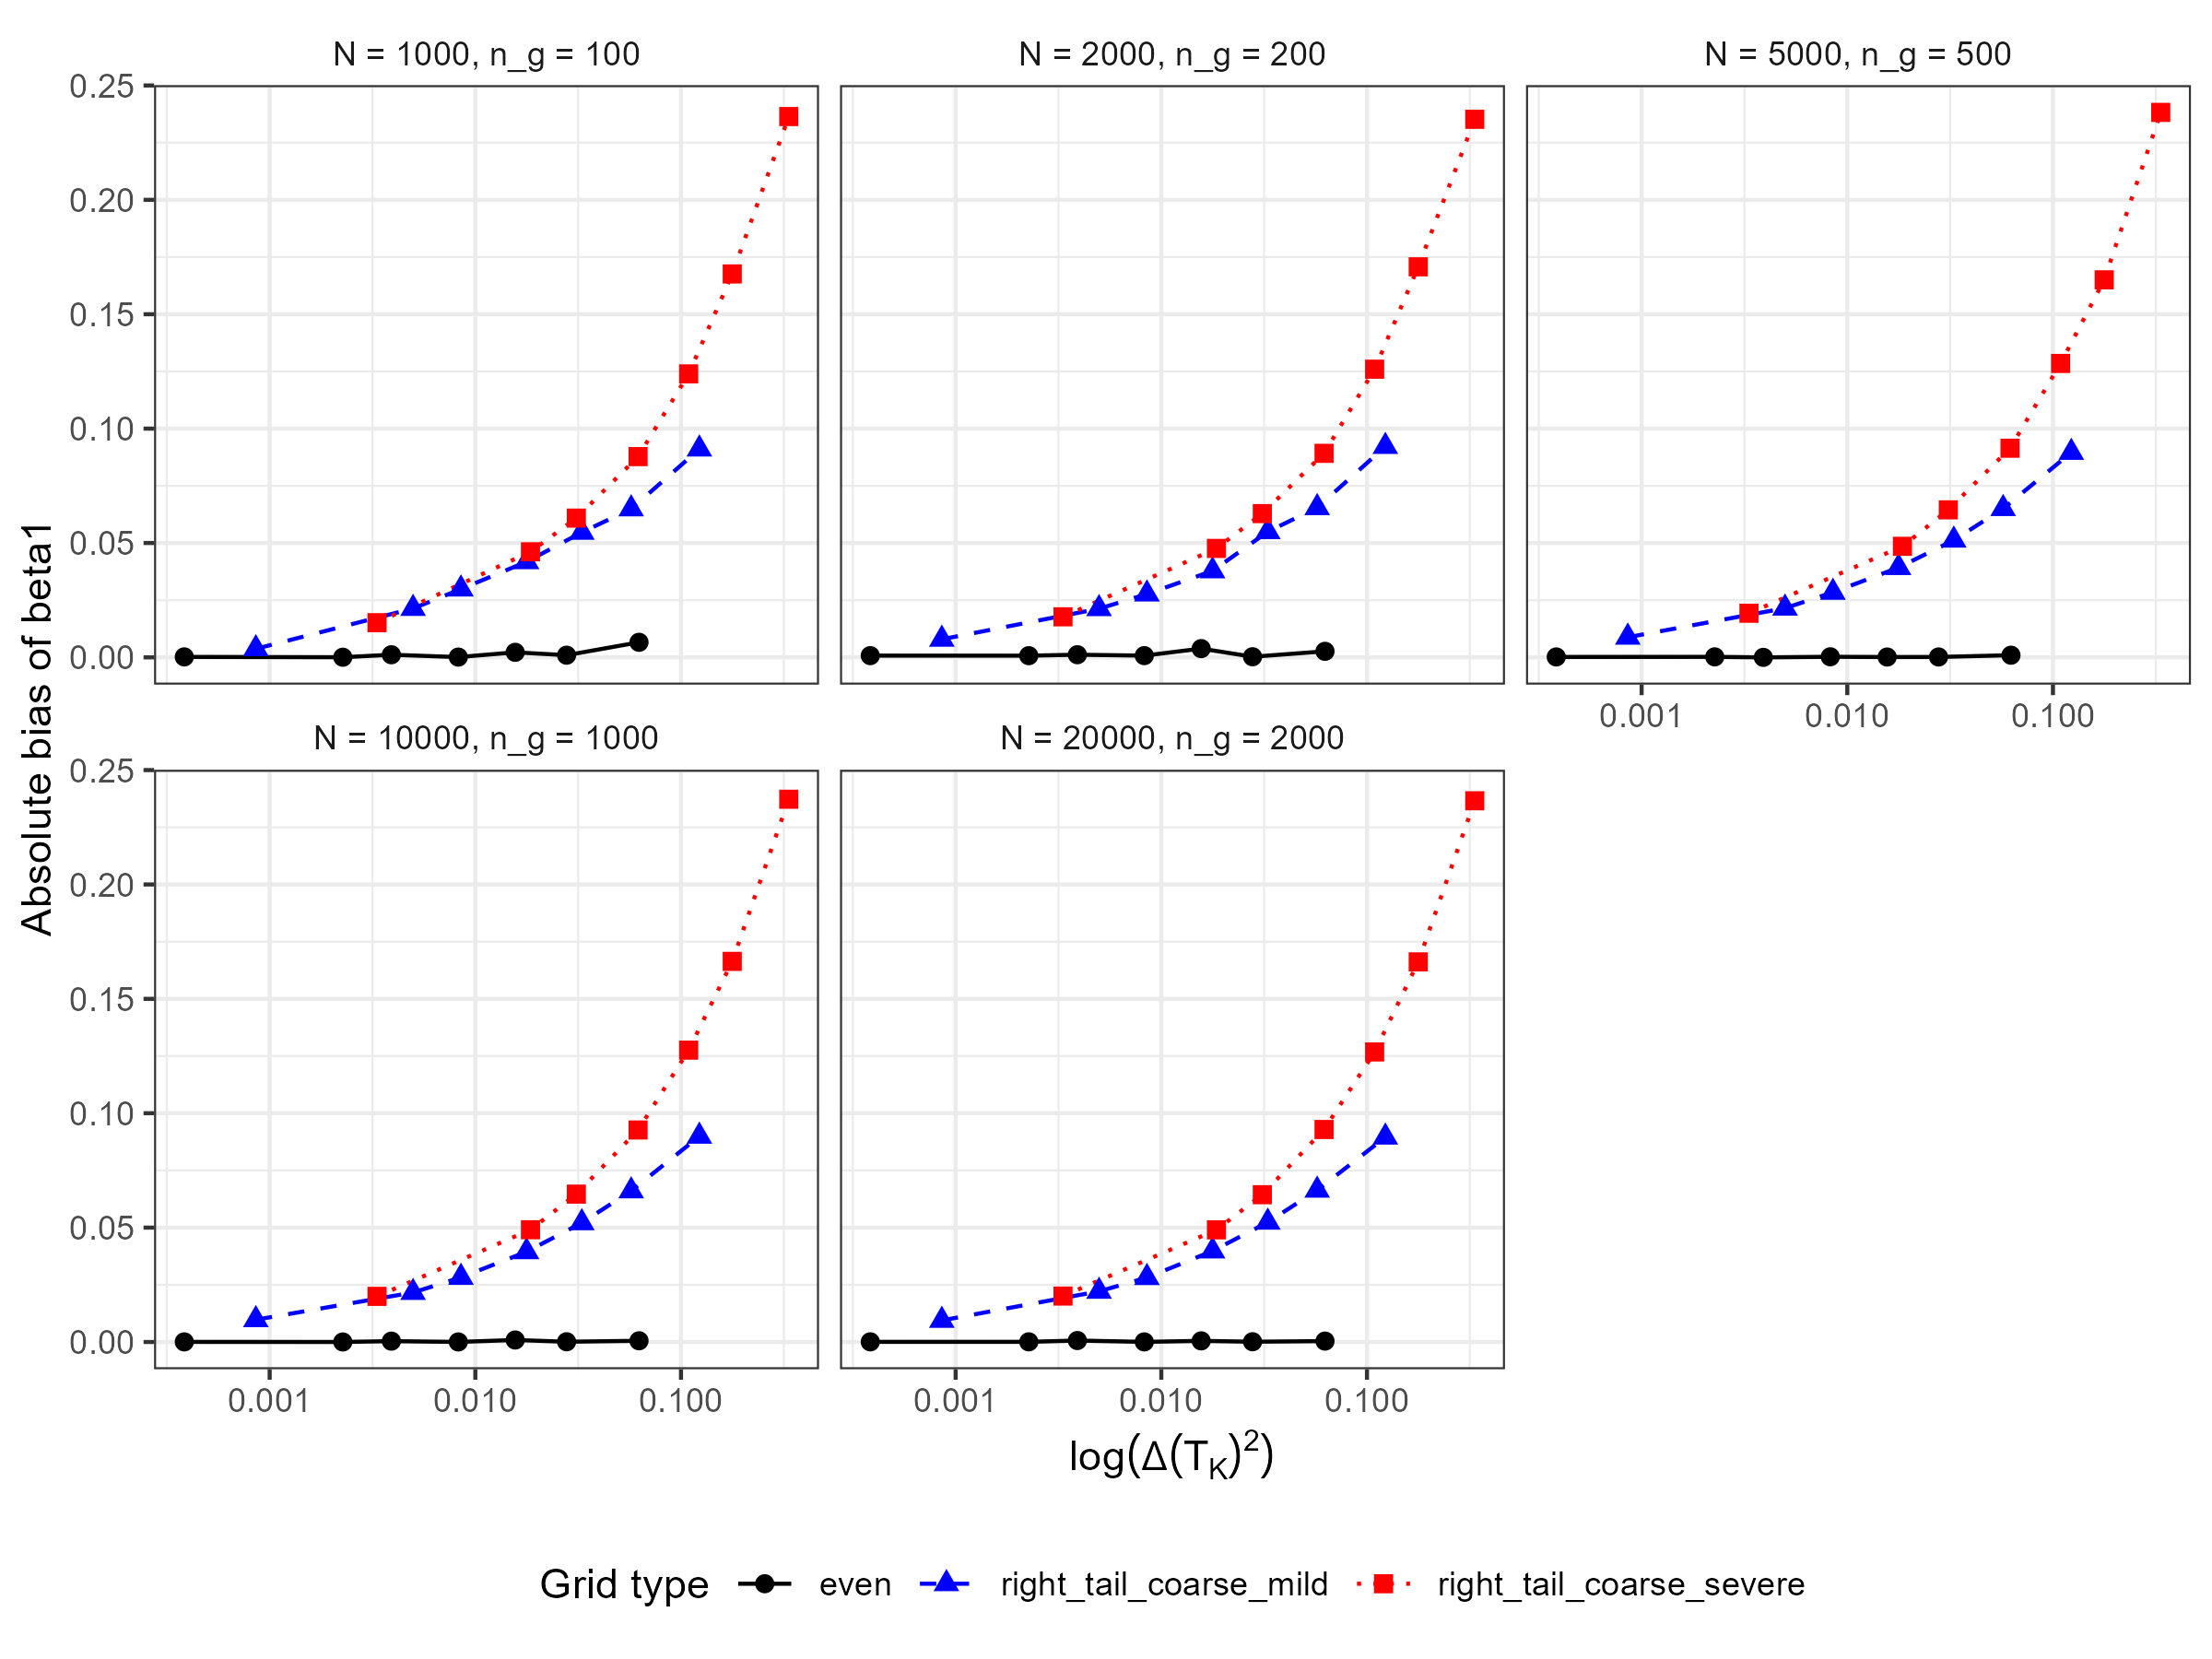 N = 1000, n_g = 100
N = 2000, n_g = 200
N = 5000, n_g = 500
0.25
0.20
0.15
0.10
0.05
0.00
0.001 0.010 0.100
N = 10000, n_g = 1000
N = 20000, n_g = 2000
0.25
0.20
0.15
0.10
0.05
0.00
0.001 0.010 0.100
0.001 0.010 0.100
Absolute bias of beta1
log(Δ(T_K)²)
Grid type even right_tail_coarse_mild right_tail_coarse_severe